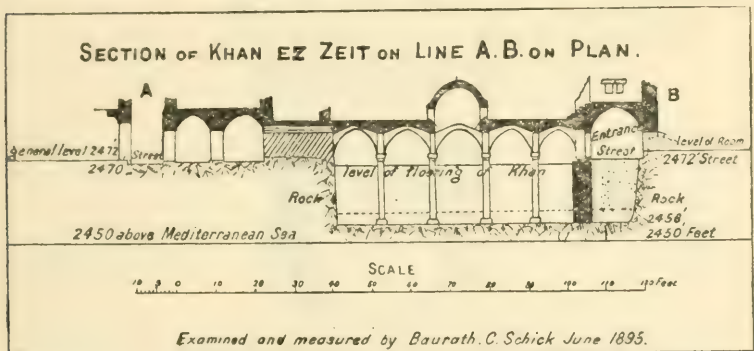 SECTION OF KHAN EZ ZEIT ON LINE A.B. ON PLAN.
A
B
Entrance
Street
general level 2472'
Street
2470
level of Room
2472' Street
level of flooring of Khan
Rock
Rock
2458'
2450 above Mediterranean Sea
2450 Feet
SCALE
10 5 0 10 20 30 40 50 60 70 80 90 100 110 120 Feet
Examined and measured by Baurath. C. Schick June 1895.